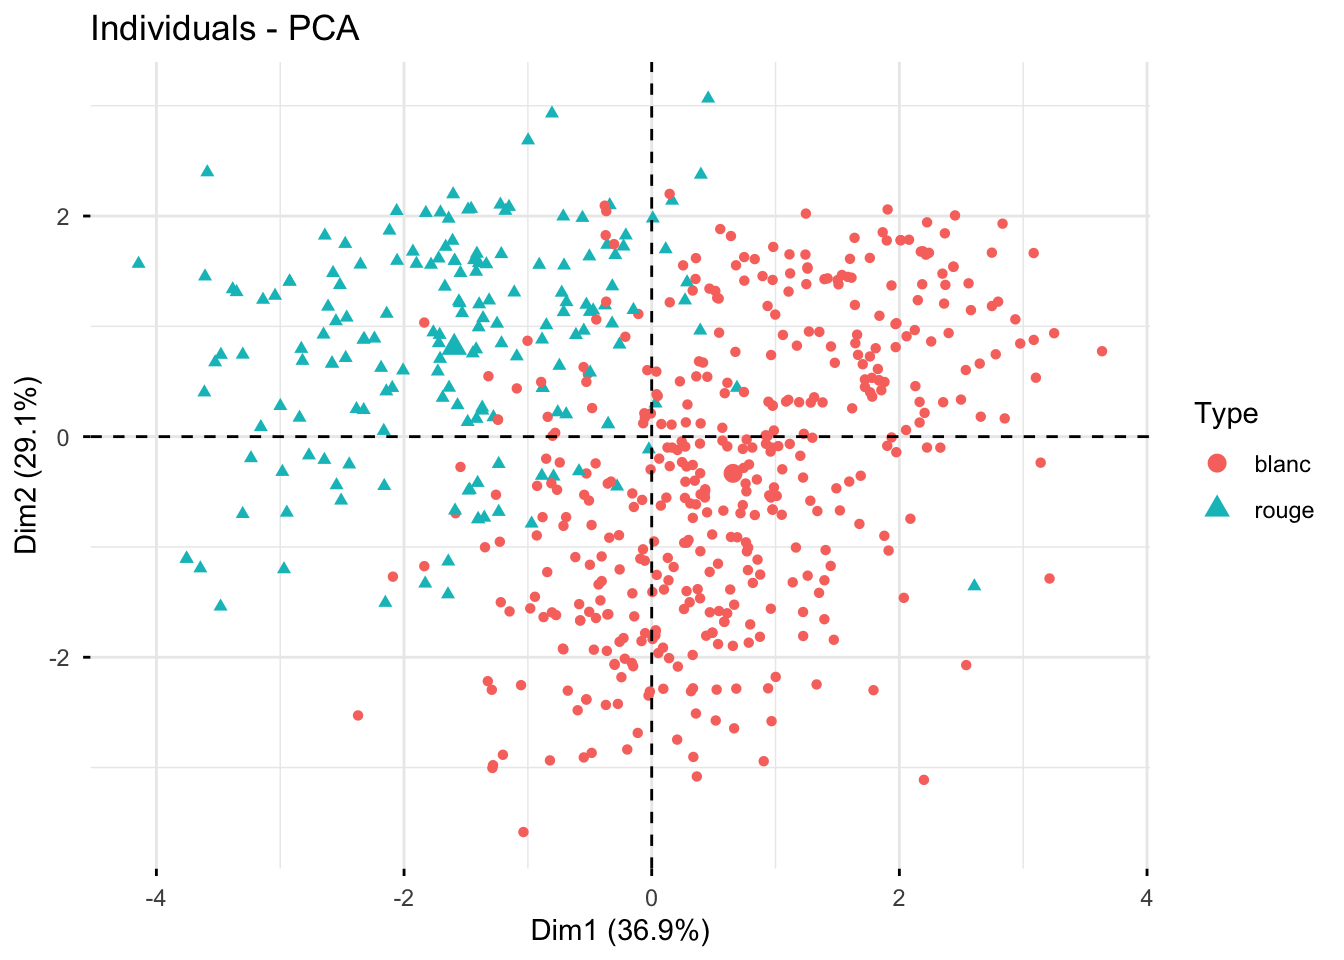 Individuals - PCA
2
0
-2
-4
-2
0
2
4
Dim1 (36.9%)
Dim2 (29.1%)
Type
blanc
rouge